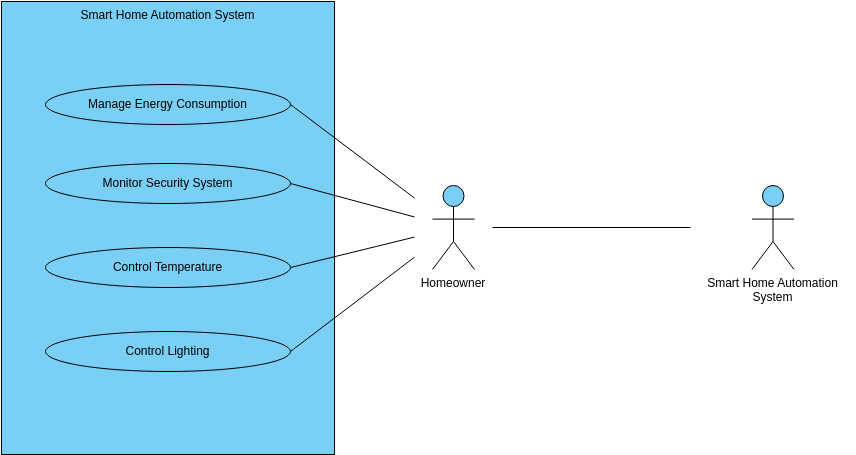 Smart Home Automation System
Manage Energy Consumption
Monitor Security System
Control Temperature
Control Lighting
Homeowner
Smart Home Automation
System